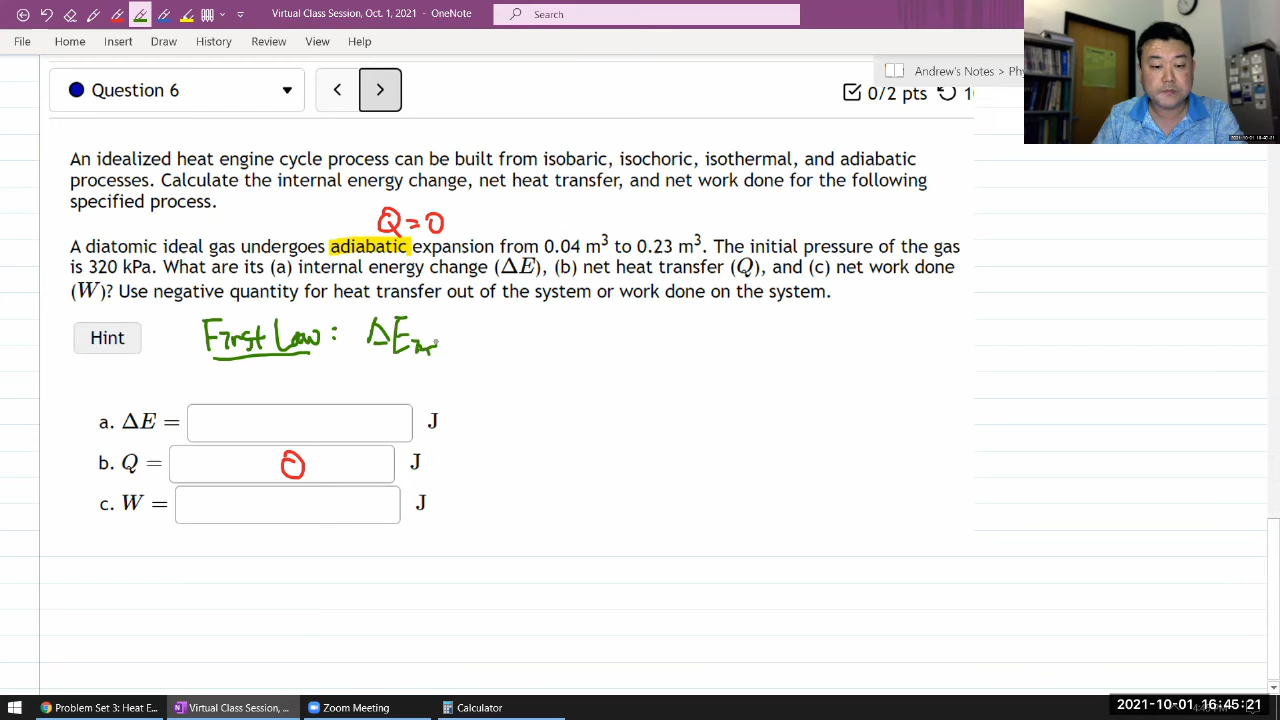 Virtual Class Session, Oct. 1, 2021 - OneNote
Search
File Home Insert Draw History Review View Help
Andrew's Notes > Phy
Question 6
0/2 pts
An idealized heat engine cycle process can be built from isobaric, isochoric, isothermal, and adiabatic
processes. Calculate the internal energy change, net heat transfer, and net work done for the following
specified process.
Q=0
A diatomic ideal gas undergoes adiabatic expansion from 0.04 m³ to 0.23 m³. The initial pressure of the gas
is 320 kPa. What are its (a) internal energy change (ΔE), (b) net heat transfer (Q), and (c) net work done
(W)? Use negative quantity for heat transfer out of the system or work done on the system.
Hint
First Law: ΔE
a. ΔE = J
b. Q = 0 J
c. W = J
Problem Set 3: Heat E...
Virtual Class Session, ...
Zoom Meeting
Calculator
2021-10-01 16:45:21